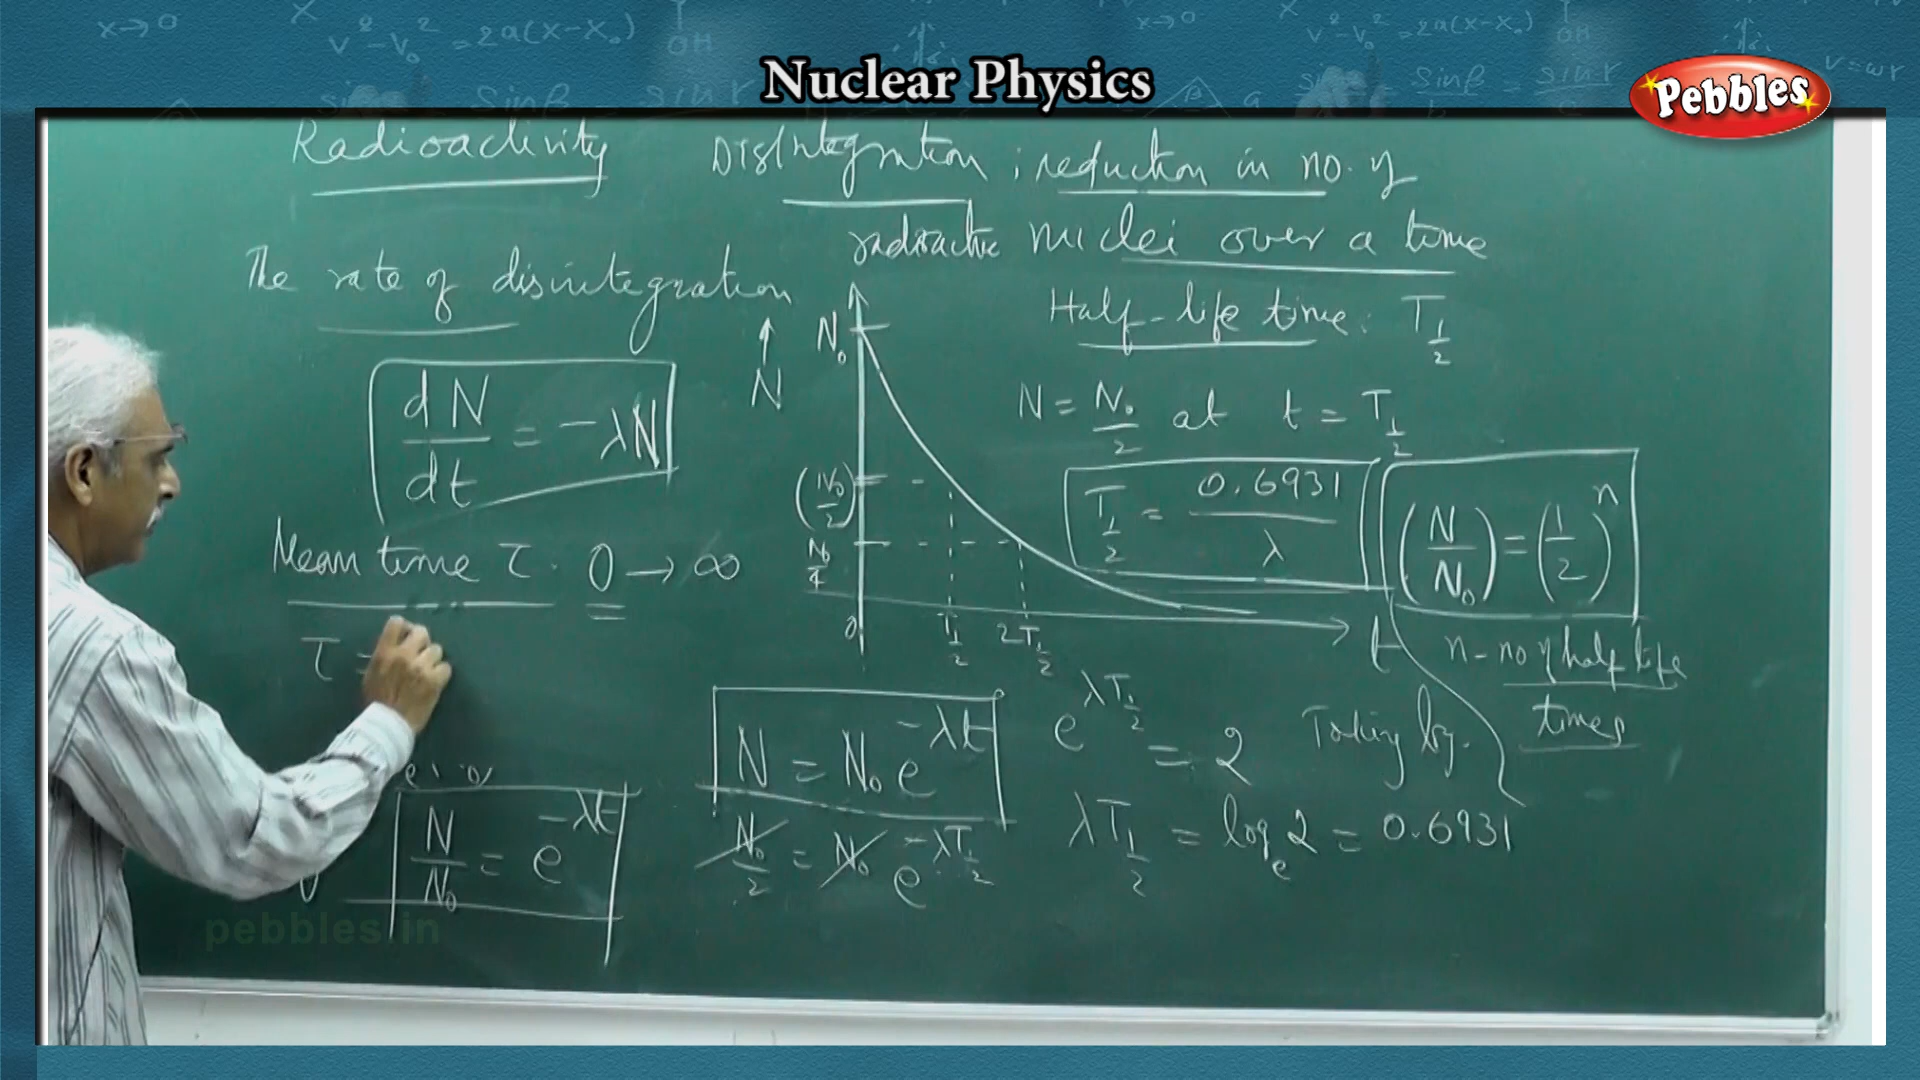 Nuclear Physics
Pebbles
Radioactivity
Disintegration ; reduction in no. of
radioactive nuclei over a time
The rate of disintegration
dN/dt = -λN
Mean time τ. 0 → ∞
τ =
N/N₀ = e^-λt
N₀
N
(N₀/2)
N₀/4
0
T½
2T½
t
Half-life time: T½
N = N₀/2 at t = T½
T½ = 0.6931/λ
(N/N₀) = (1/2)ⁿ
n - no of half life
times
N = N₀ e^-λt
N₀/2 = N₀ e^-λT½
e^λT½ = 2 Taking log.
λT½ = logₑ2 = 0.6931
pebbles.in